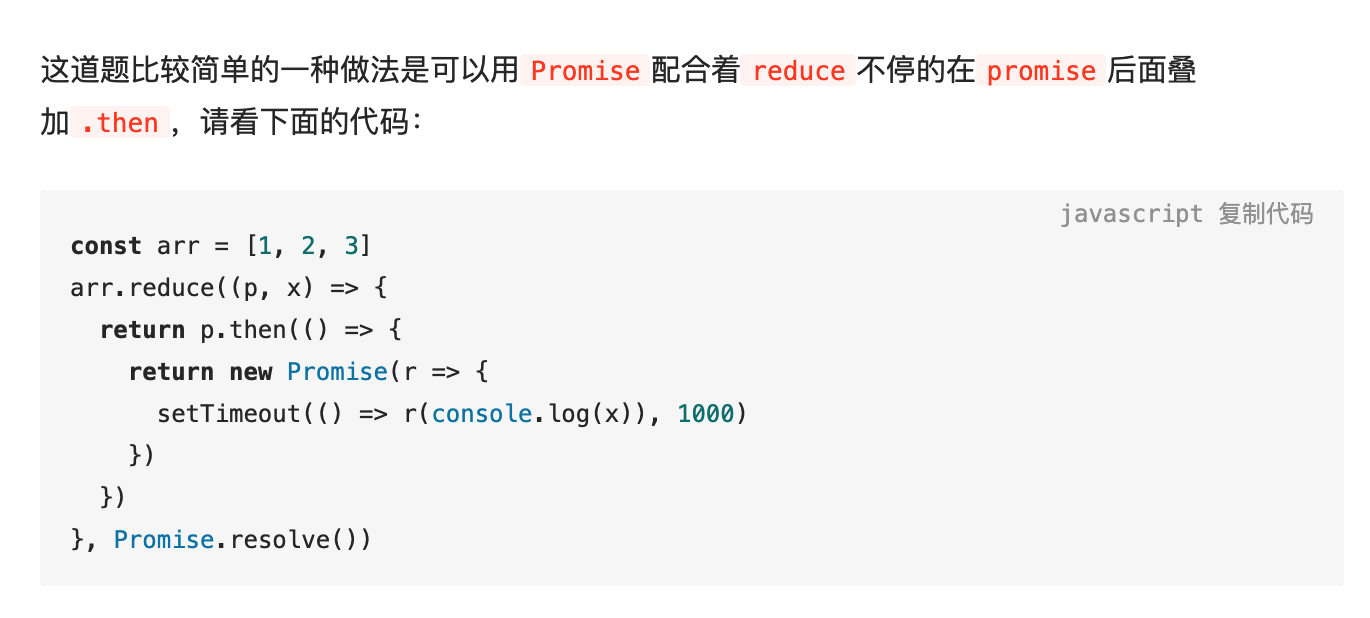 这道题比较简单的一种做法是可以用 Promise 配合着 reduce 不停的在 promise 后面叠
加 .then ，请看下面的代码：
javascript 复制代码
const arr = [1, 2, 3]
arr.reduce((p, x) => {
  return p.then(() => {
    return new Promise(r => {
      setTimeout(() => r(console.log(x)), 1000)
    })
  })
}, Promise.resolve())